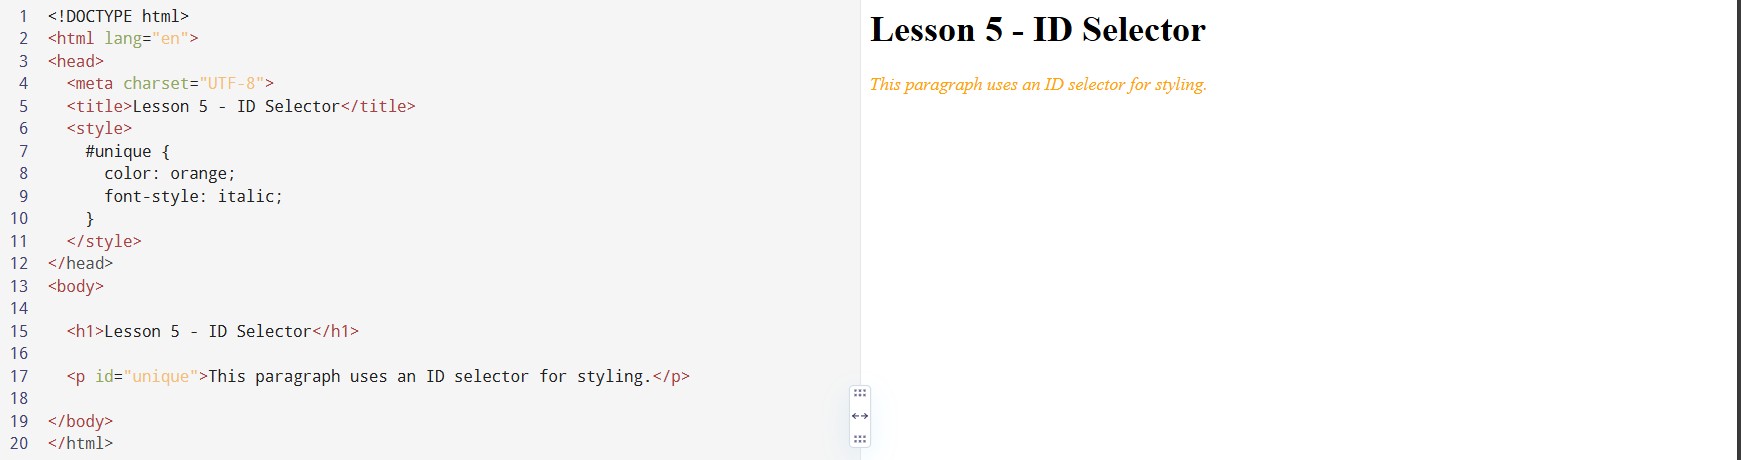 1 <!DOCTYPE html>
2 <html lang="en">
3 <head>
4   <meta charset="UTF-8">
5   <title>Lesson 5 - ID Selector</title>
6   <style>
7     #unique {
8       color: orange;
9       font-style: italic;
10     }
11   </style>
12 </head>
13 <body>
14
15   <h1>Lesson 5 - ID Selector</h1>
16
17   <p id="unique">This paragraph uses an ID selector for styling.</p>
18
19 </body>
20 </html>
Lesson 5 - ID Selector
This paragraph uses an ID selector for styling.